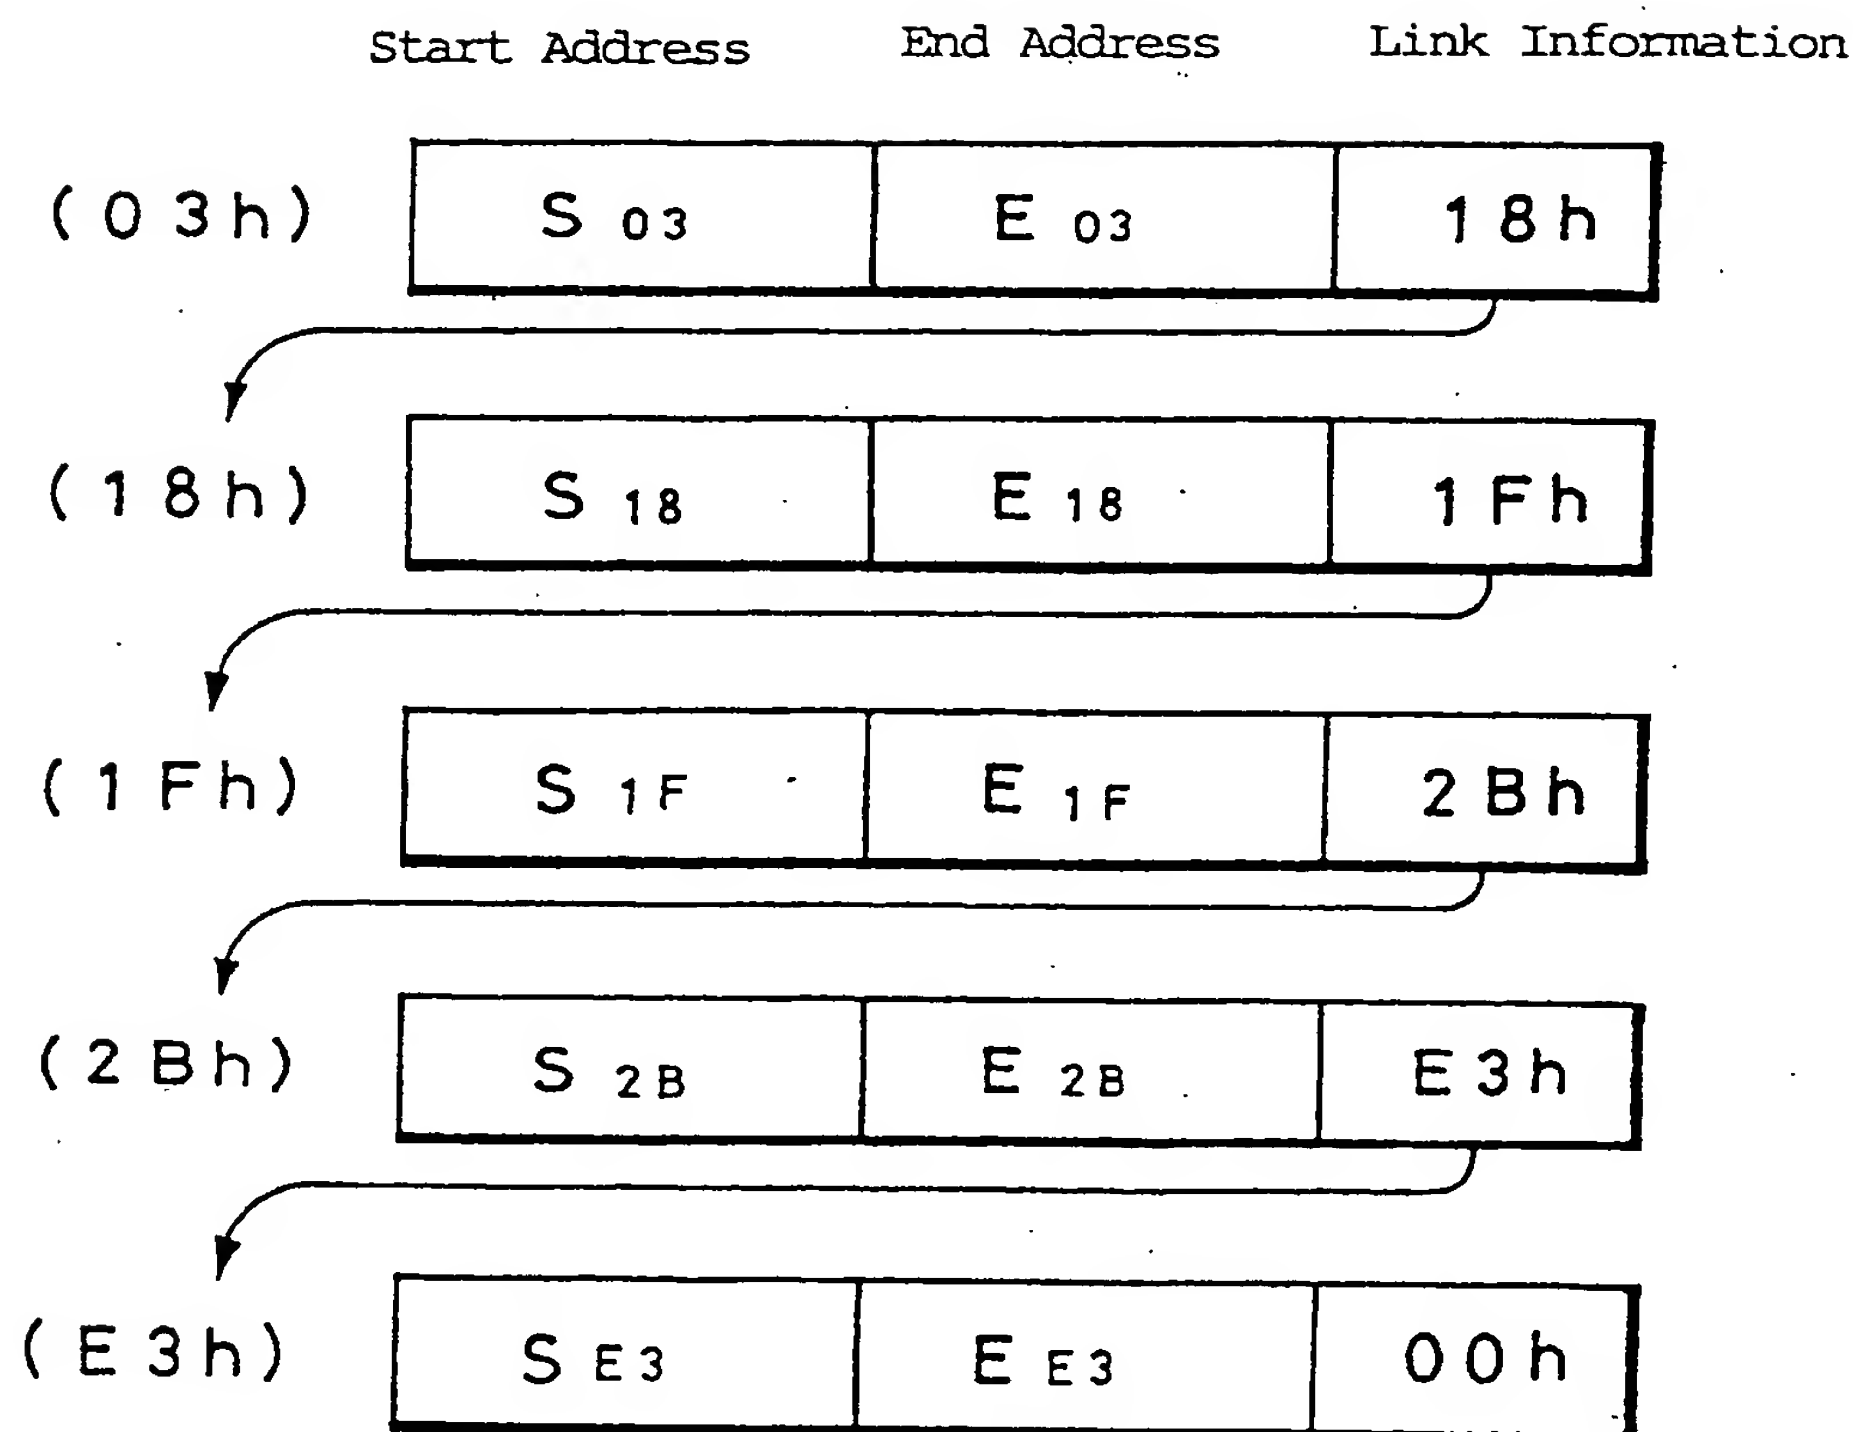 Start Address End Address Link Information
(03h) S 03 E 03 18h
(18h) S 18 E 18 1Fh
(1Fh) S 1F E 1F 2Bh
(2Bh) S 2B E 2B E3h
(E3h) S E3 E E3 00h